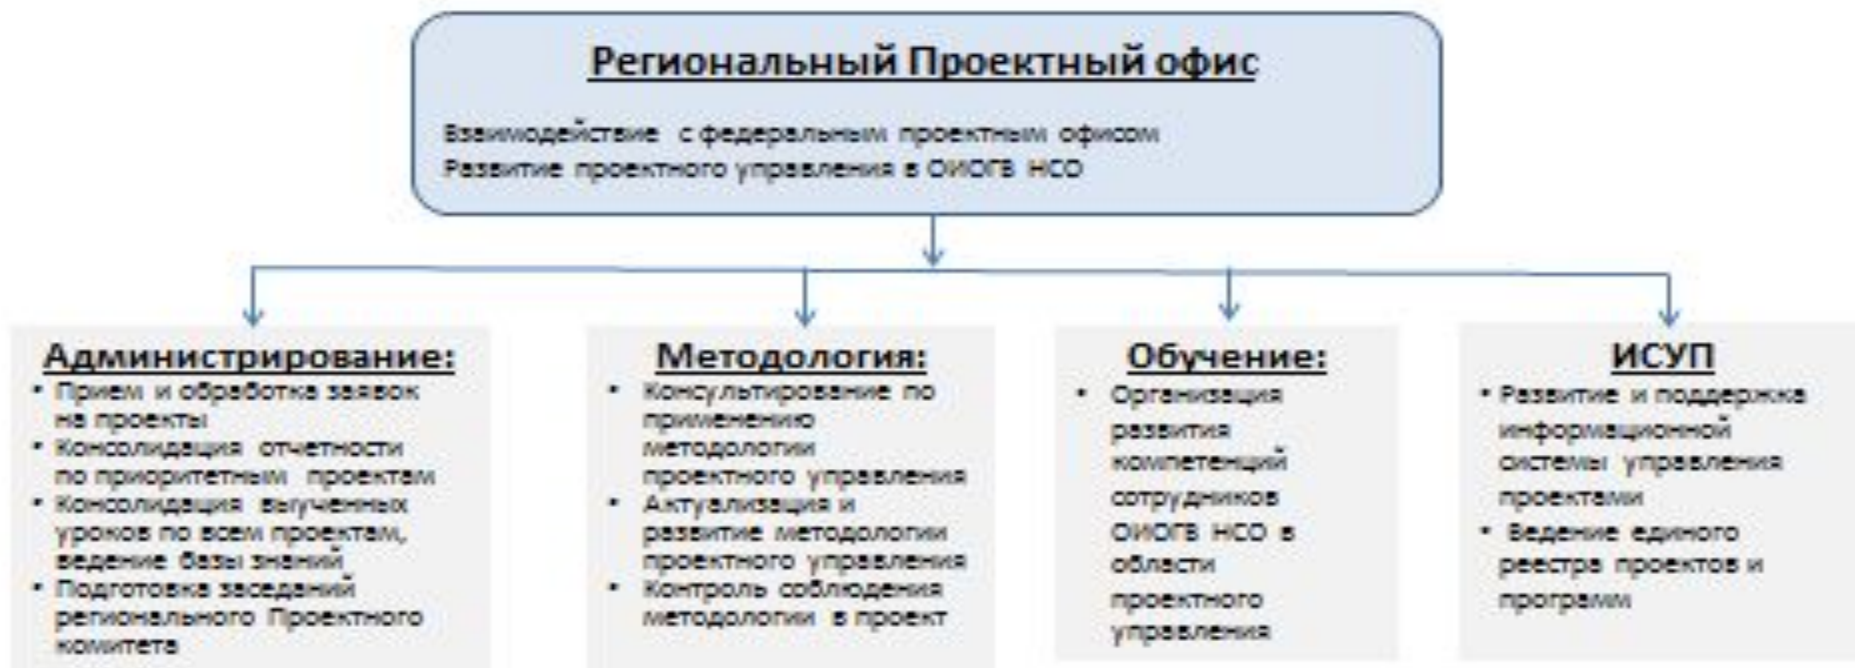 Региональный Проектный офис
Взаимодействие с федеральным проектным офисом
Развитие проектного управления в ОИОГВ НСО
Администрирование:
• Прием и обработка заявок
на проекты
• Консолидация отчетности
по приоритетным проектам
• Консолидация выученных
уроков по всем проектам,
ведение базы знаний
• Подготовка заседаний
регионального Проектного
комитета
Методология:
• Консультирование по
применению
методологии
проектного управления
• Актуализация и
развитие методологии
проектного управления
• Контроль соблюдения
методологии в проект
Обучение:
• Организация
развития
компетенций
сотрудников
ОИОГВ НСО в
области
проектного
управления
ИСУП
• Развитие и поддержка
информационной
системы управления
проектами
• Ведение единого
реестра проектов и
программ